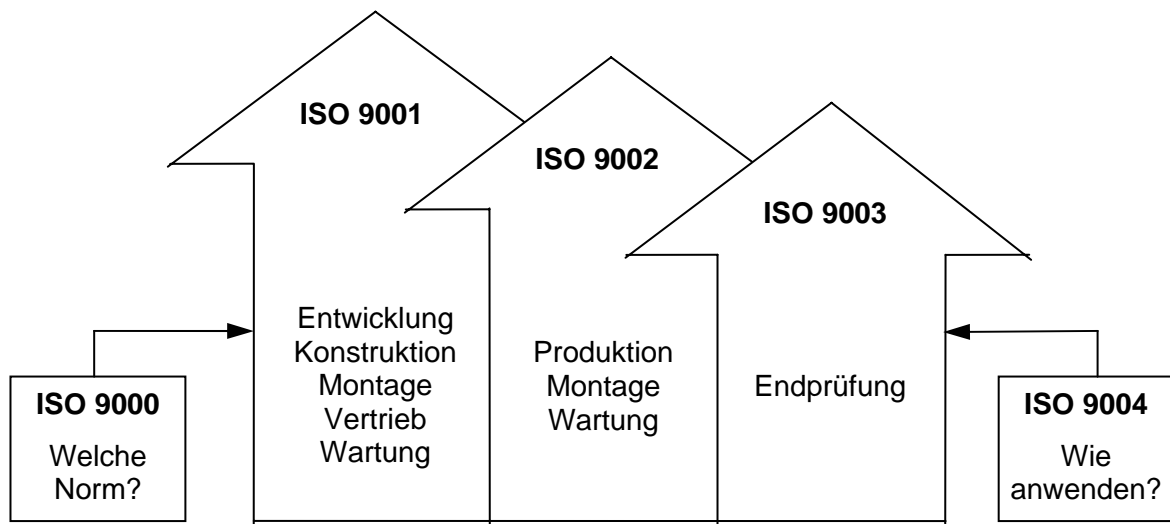 ISO 9001
Entwicklung
Konstruktion
Montage
Vertrieb
Wartung
ISO 9002
Produktion
Montage
Wartung
ISO 9003
Endprüfung
ISO 9000
Welche
Norm?
ISO 9004
Wie
anwenden?